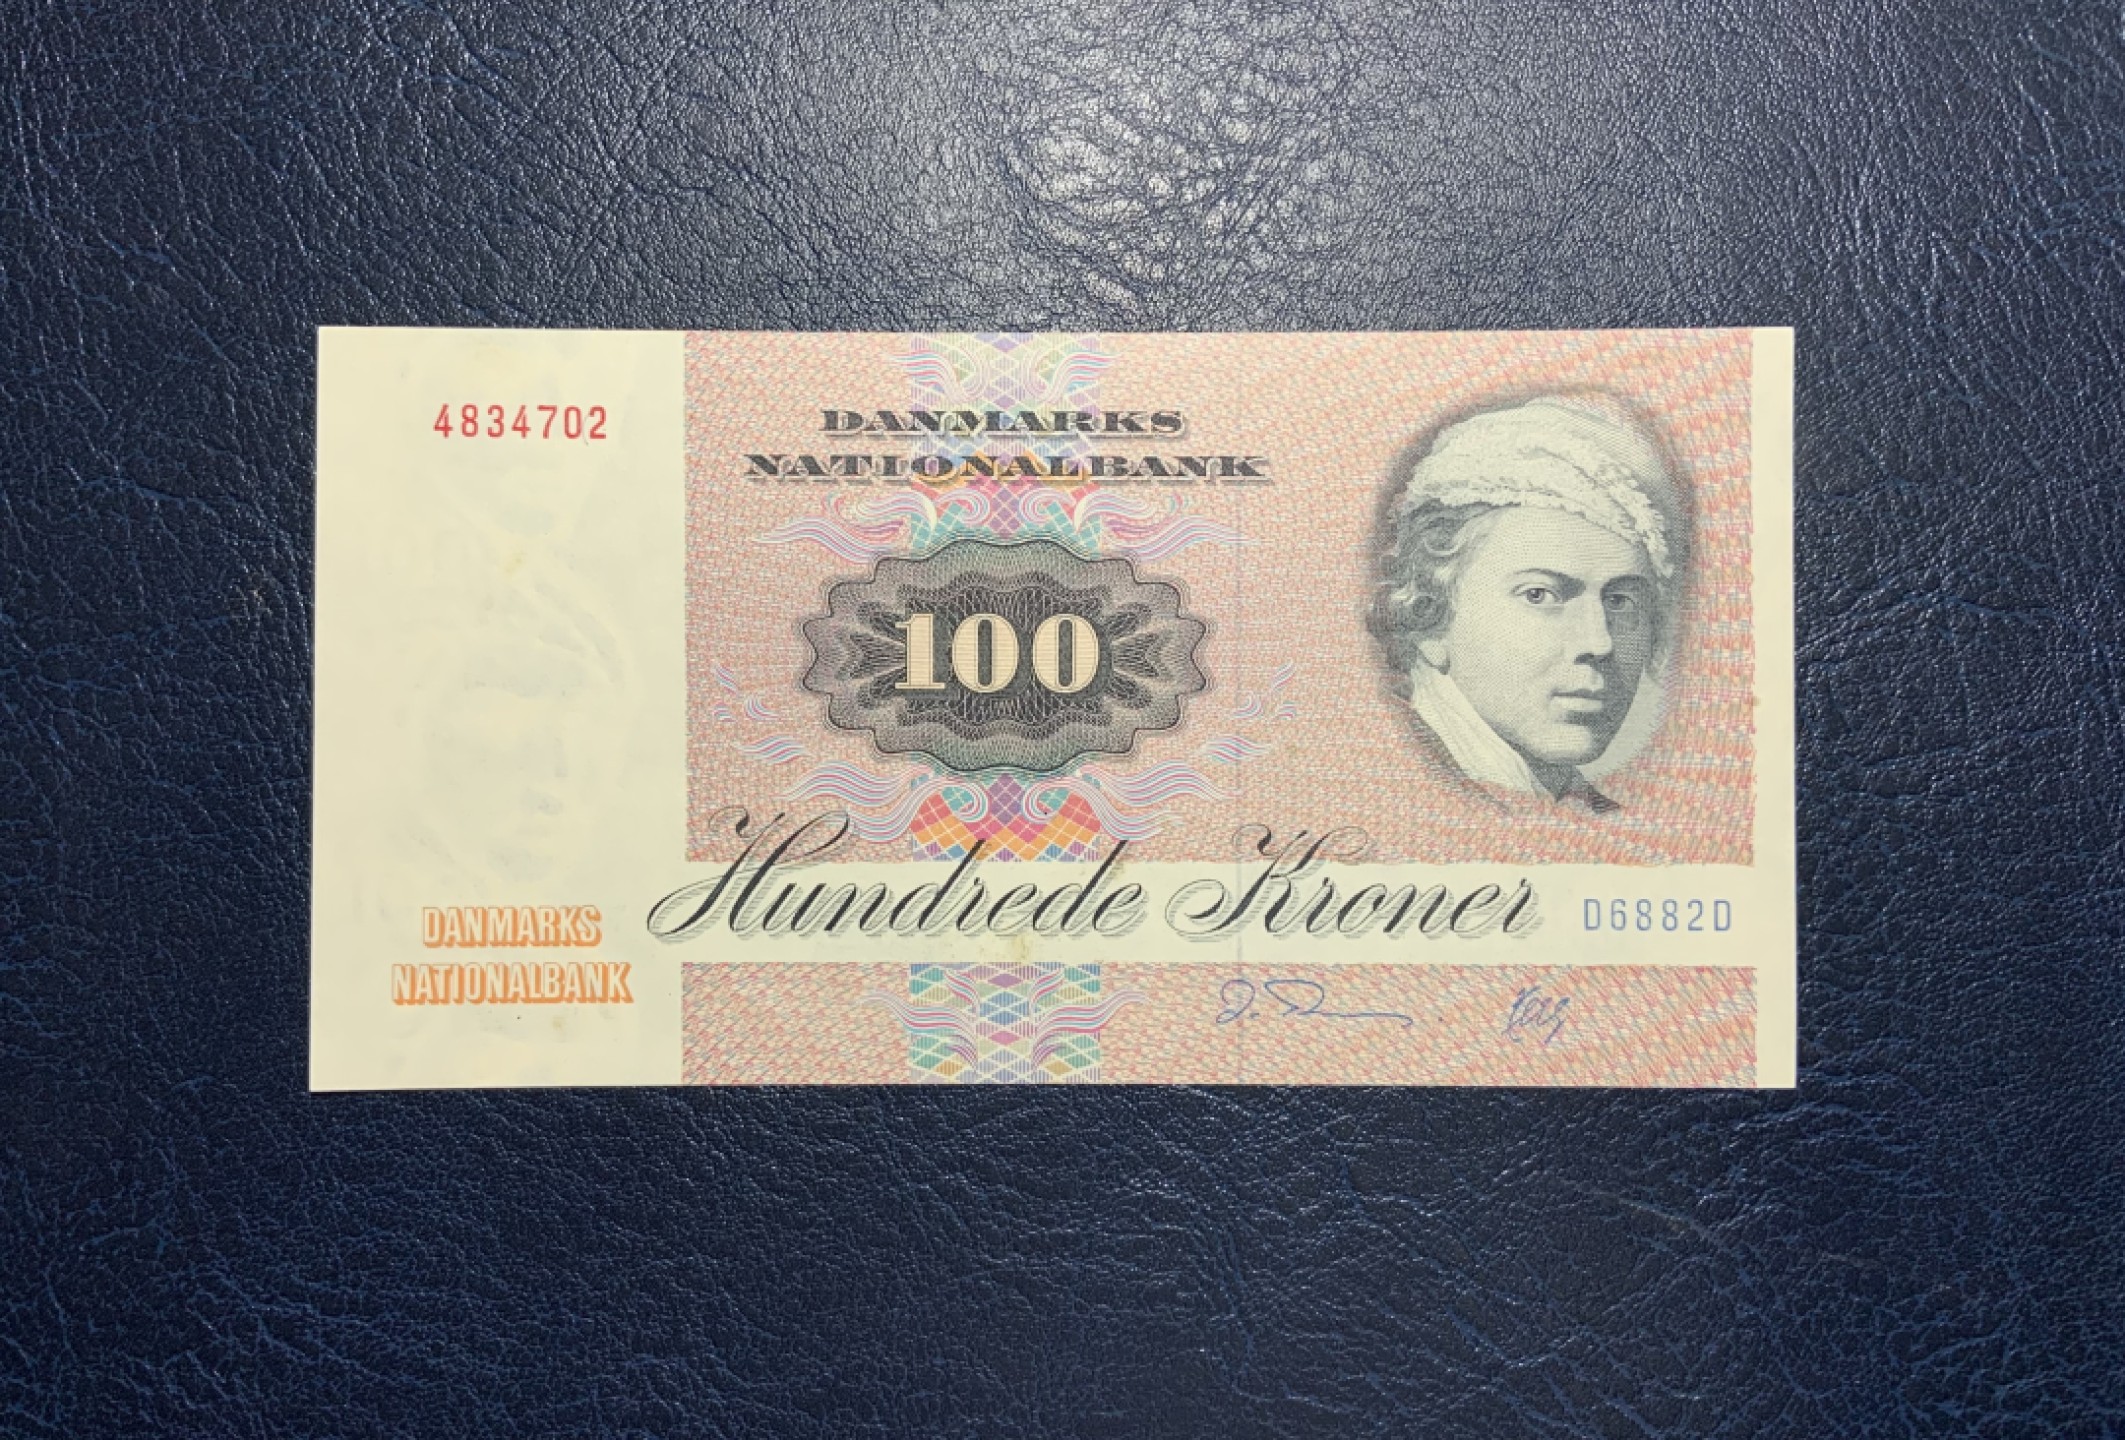 4834702
DANMARKS
NATIONALBANK
100
Hundrede Kroner
D6882D
DANMARKS
NATIONALBANK